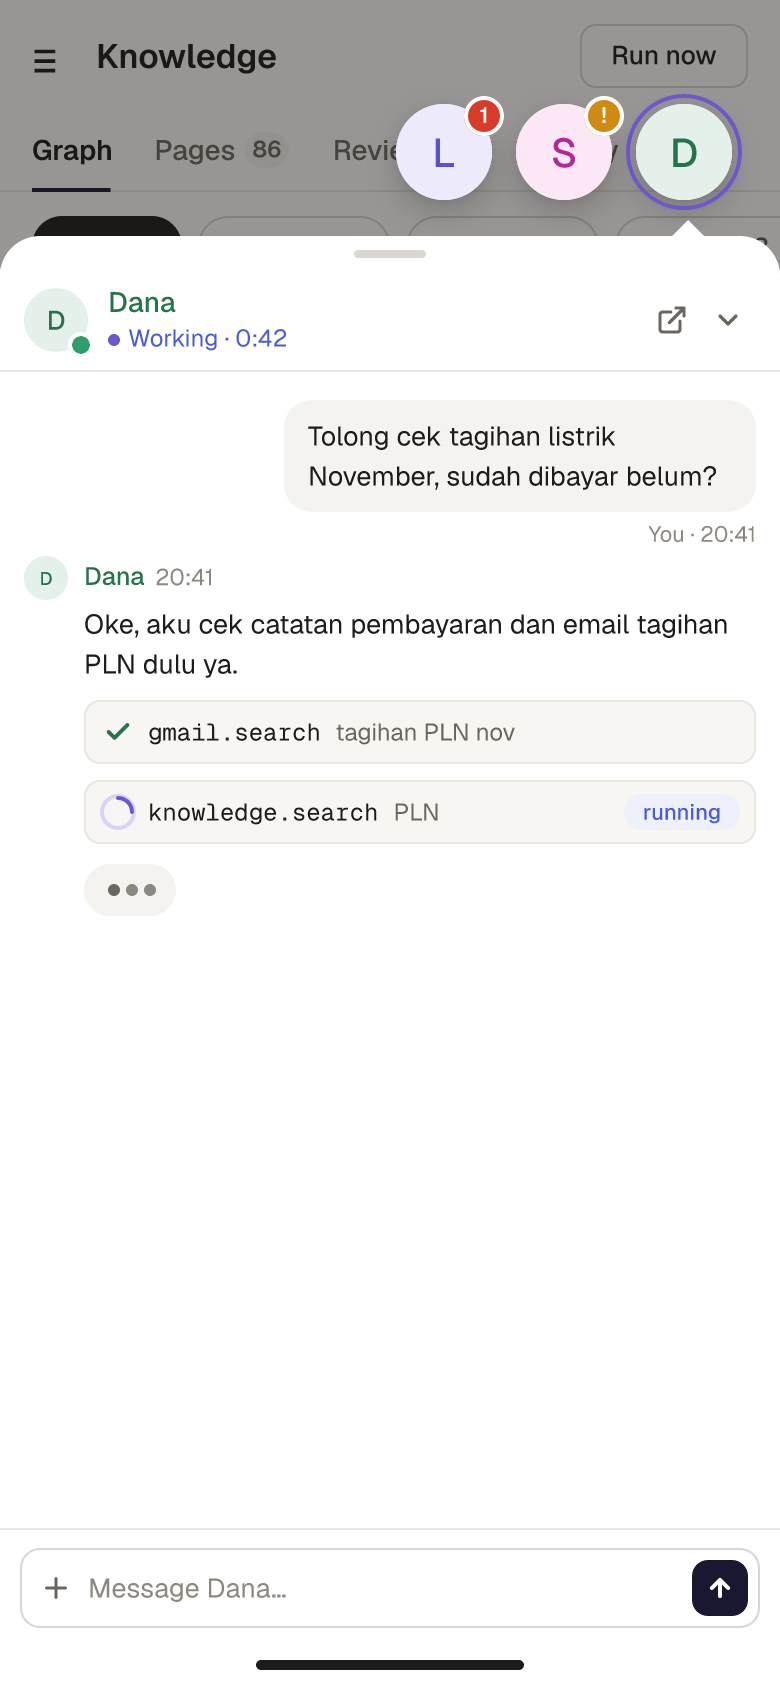 Knowledge
Run now
Graph
Pages 86
L
1
S
!
D
D
Dana
Working · 0:42
Tolong cek tagihan listrik
November, sudah dibayar belum?
You · 20:41
D
Dana 20:41
Oke, aku cek catatan pembayaran dan email tagihan
PLN dulu ya.
gmail.search tagihan PLN nov
knowledge.search PLN running
Message Dana...